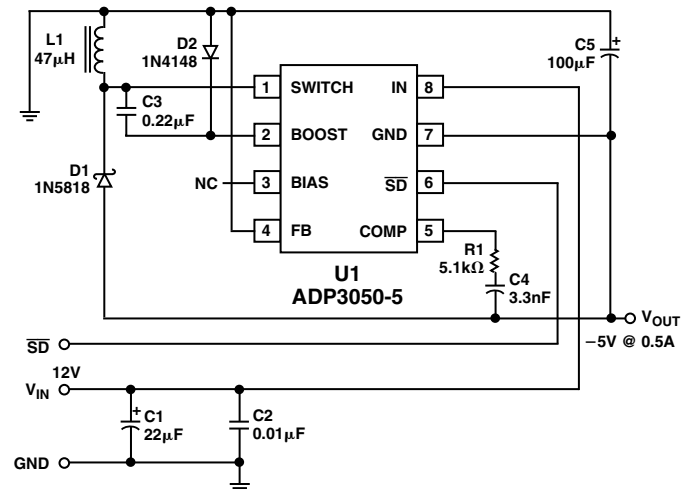 L1
47µH
D2
1N4148
C5
+
100µF
C3
0.22µF
1 SWITCH IN 8
2 BOOST GND 7
NC 3 BIAS SD 6
4 FB COMP 5
D1
1N5818
R1
5.1kΩ
C4
3.3nF
U1
ADP3050-5
VOUT
−5V @ 0.5A
SD
12V
VIN
+ C1
22µF
C2
0.01µF
GND